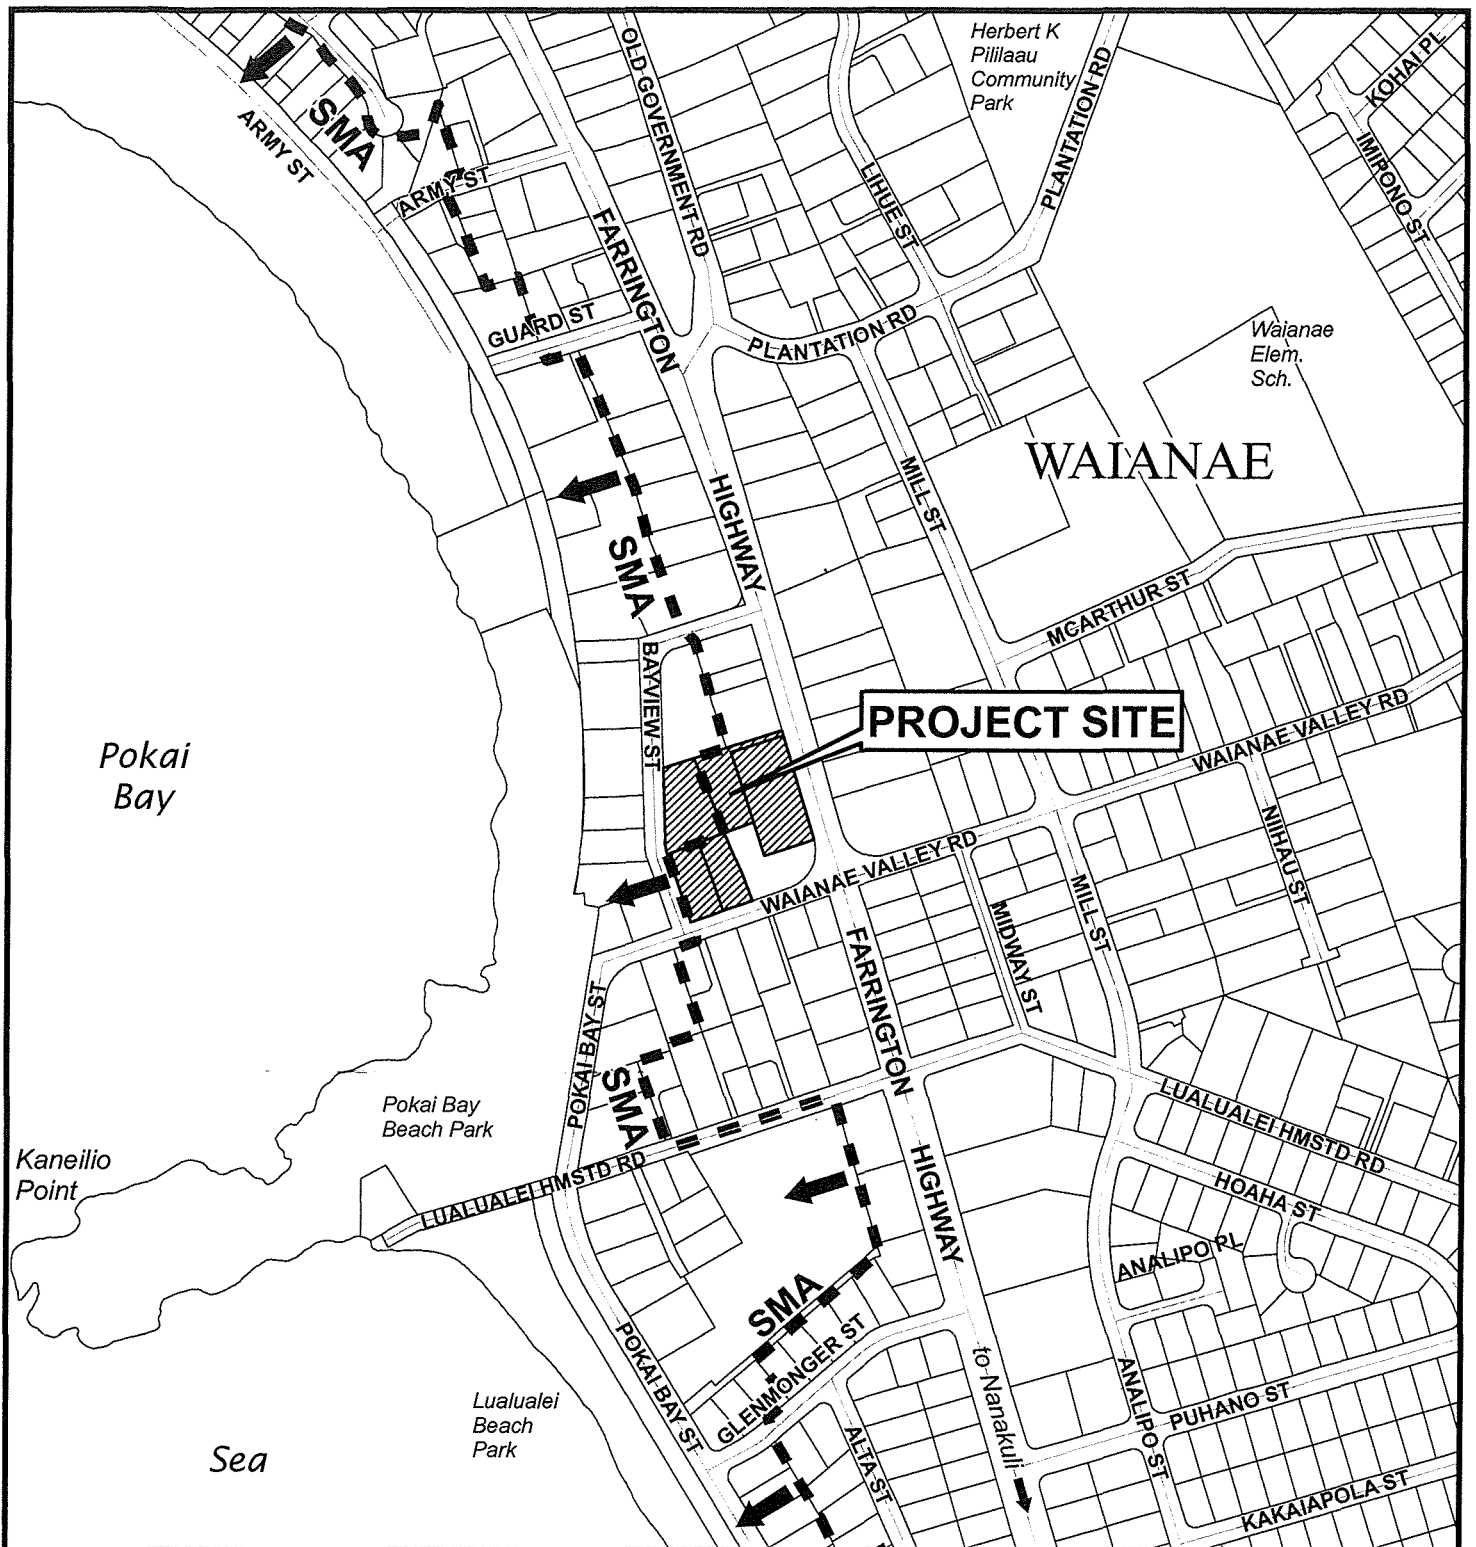 Herbert K
Pililaau
Community
Park
OLD GOVERNMENT RD
PLANTATION RD
KOHAI PL
SMA
ARMY ST
ARMY ST
LIHUE ST
IMIPONO ST
FARRINGTON
GUARD ST
PLANTATION RD
Waianae
Elem.
Sch.
WAIANAE
MILL ST
HIGHWAY
SMA
MCARTHUR ST
BAYVIEW ST
PROJECT SITE
WAIANAE VALLEY RD
Pokai
Bay
NIIHAU ST
WAIANAE VALLEY RD
MILL ST
MIDWAY ST
FARRINGTON
POKAI BAY ST
SMA
Pokai Bay
Beach Park
LUALUALEI HMSTD RD
Kaneilio
Point
LUALUALEI HMSTD RD
HOAHA ST
HIGHWAY
ANALIPO PL
SMA
GLENMONGER ST
POKAI BAY ST
to Nanakuli
ANALIPO ST
PUHANO ST
Lualualei
Beach
Park
Sea
ALTA ST
KAKAIAPOLA ST